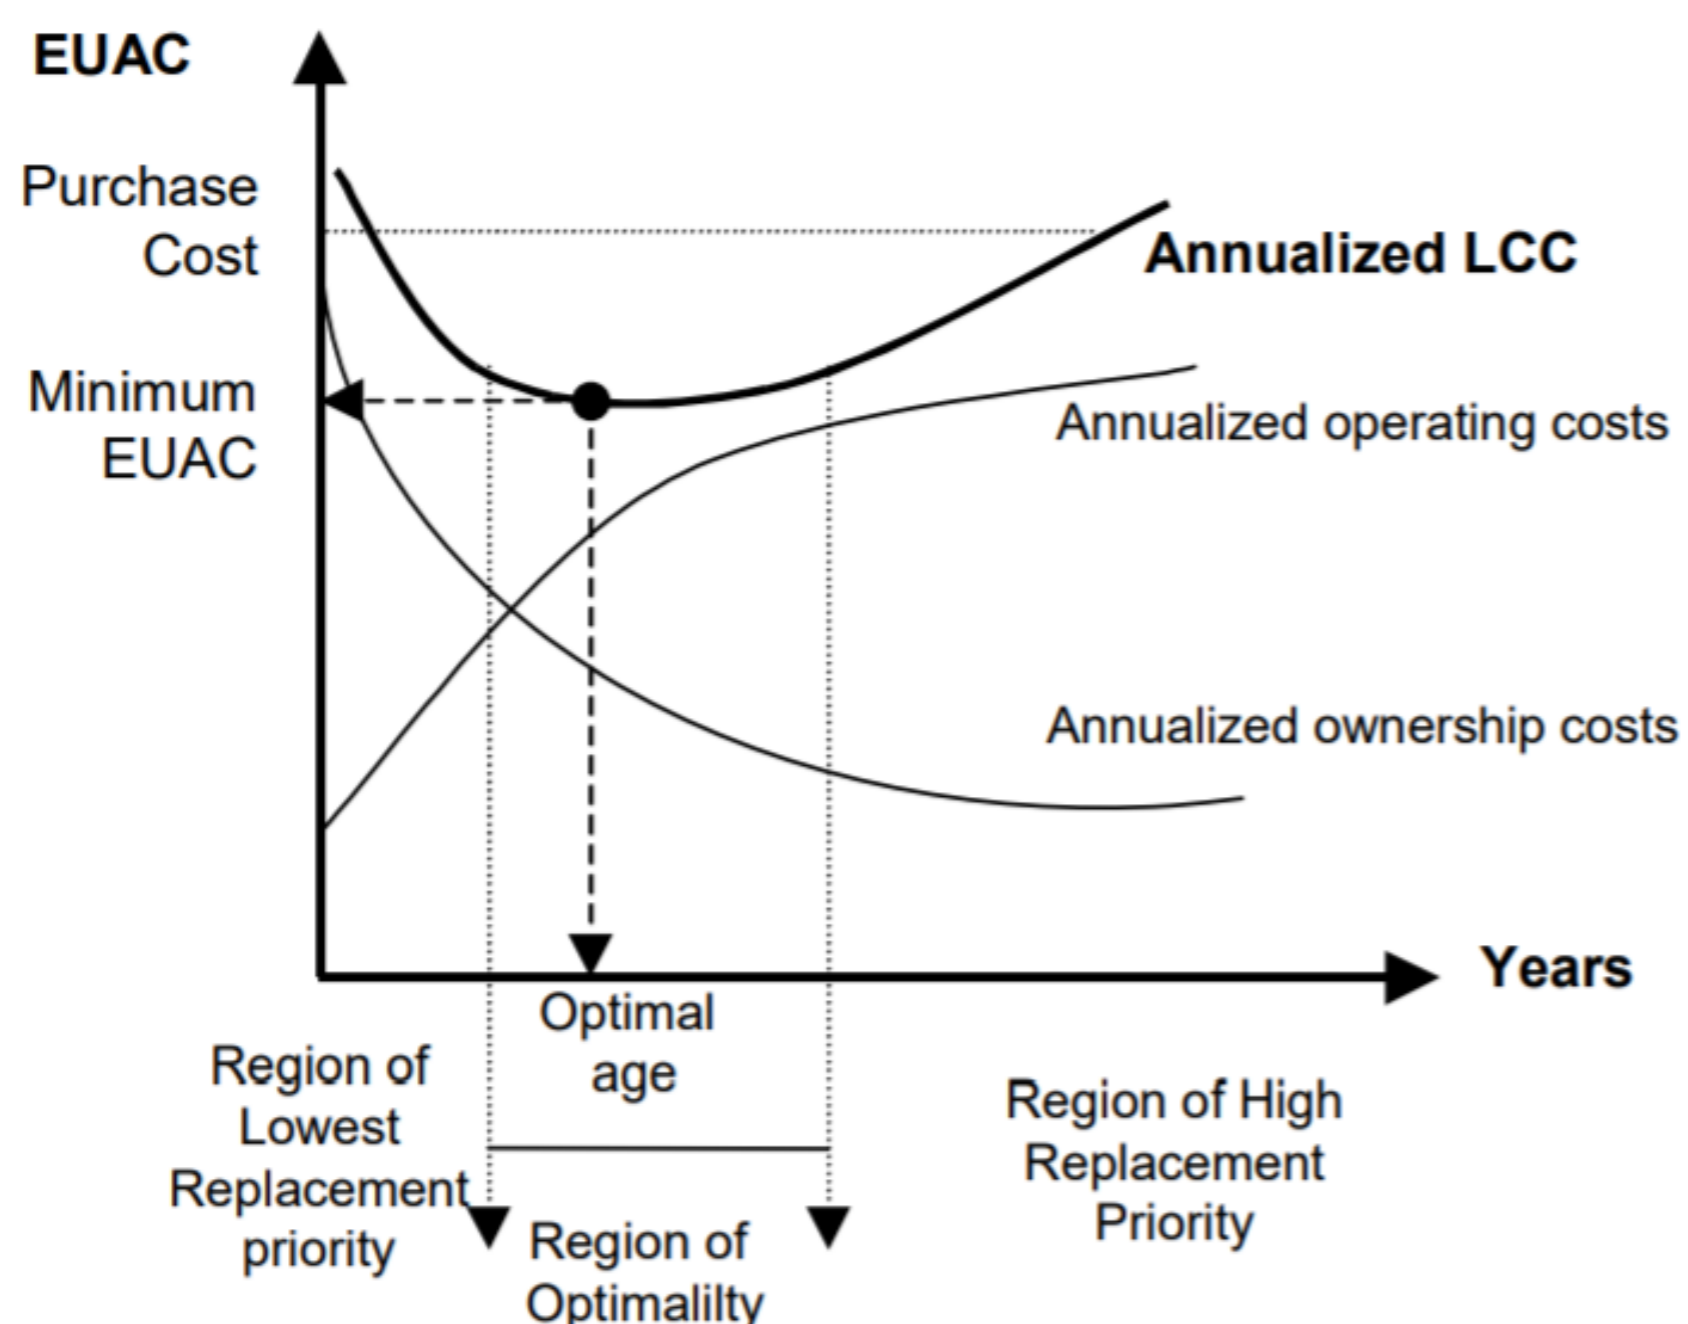 EUAC
Purchase
Cost
Annualized LCC
Minimum
EUAC
Annualized operating costs
Annualized ownership costs
Years
Optimal
age
Region of
Lowest
Replacement
priority
Region of
Optimalilty
Region of High
Replacement
Priority